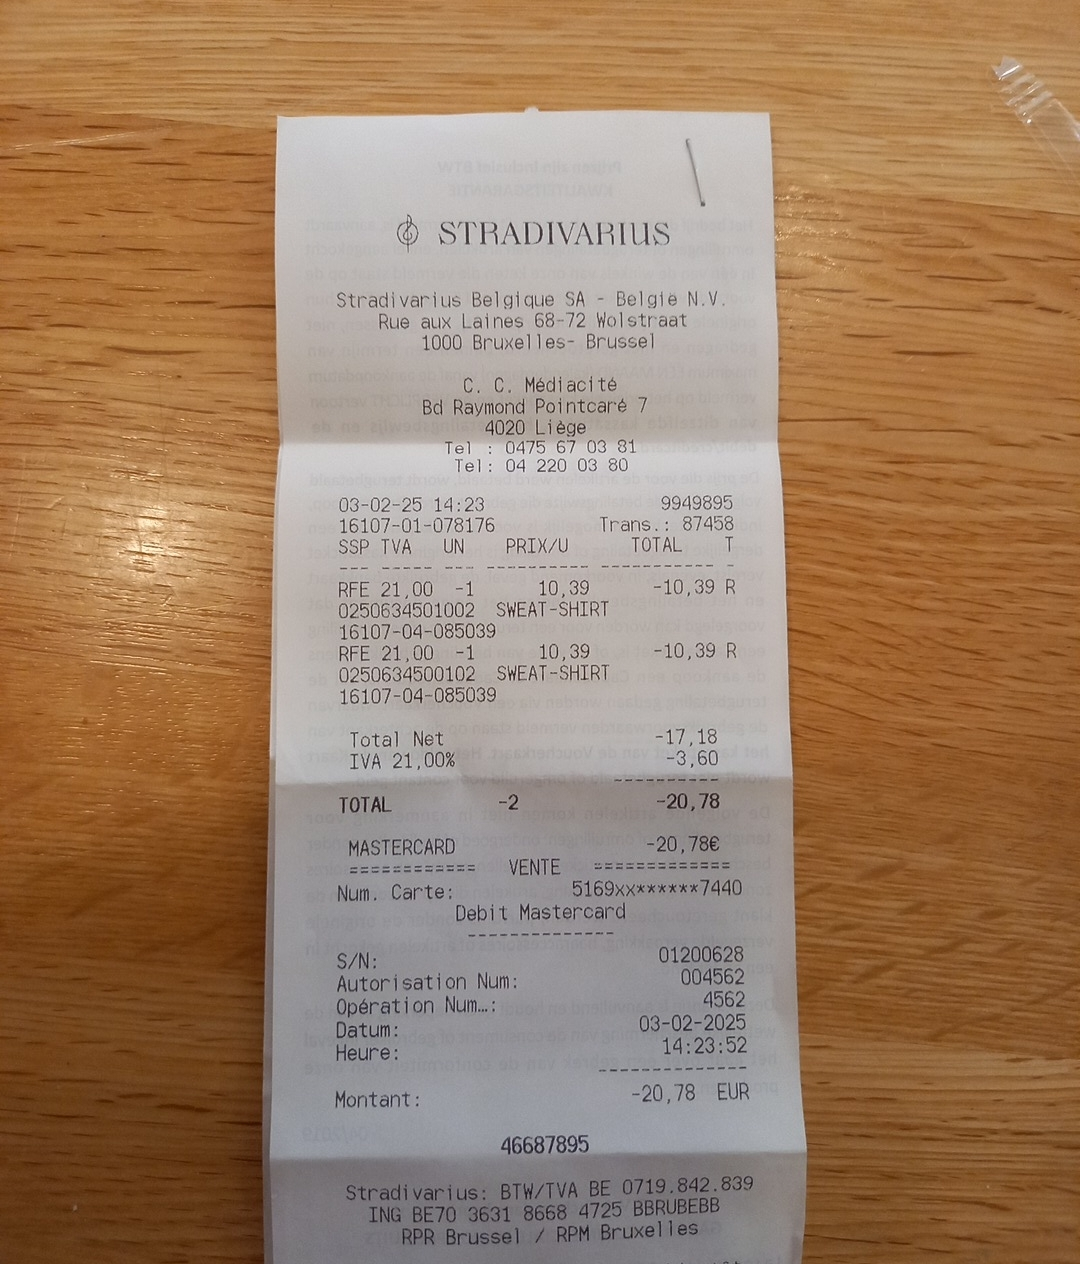 STRADIVARIUS
Stradivarius Belgique SA - België N.V.
Rue aux Laines 68-72 Wolstraat
1000 Bruxelles- Brussel
C. C. Médiacité
Bd Raymond Pointcaré 7
4020 Liège
Tel : 0475 67 03 81
Tel: 04 220 03 80
03-02-25 14:23 9949895
16107-01-078176 Trans.: 87458
SSP TVA UN PRIX/U TOTAL T
--- ----- --- --------- ---------- ---
RFE 21,00 -1 10,39 -10,39 R
0250634501002 SWEAT-SHIRT
16107-04-085039
RFE 21,00 -1 10,39 -10,39 R
0250634500102 SWEAT-SHIRT
16107-04-085039
Total Net -17,18
IVA 21,00% -3,60
----------
TOTAL -2 -20,78
MASTERCARD -20,78€
============ VENTE =============
Num. Carte: 5169xx******7440
Debit Mastercard
--------------
S/N: 01200628
Autorisation Num: 004562
Opération Num…: 4562
Datum: 03-02-2025
Heure: 14:23:52
--------------
Montant: -20,78 EUR
46687895
Stradivarius: BTW/TVA BE 0719.842.839
ING BE70 3631 8668 4725 BBRUBEBB
RPR Brussel / RPM Bruxelles